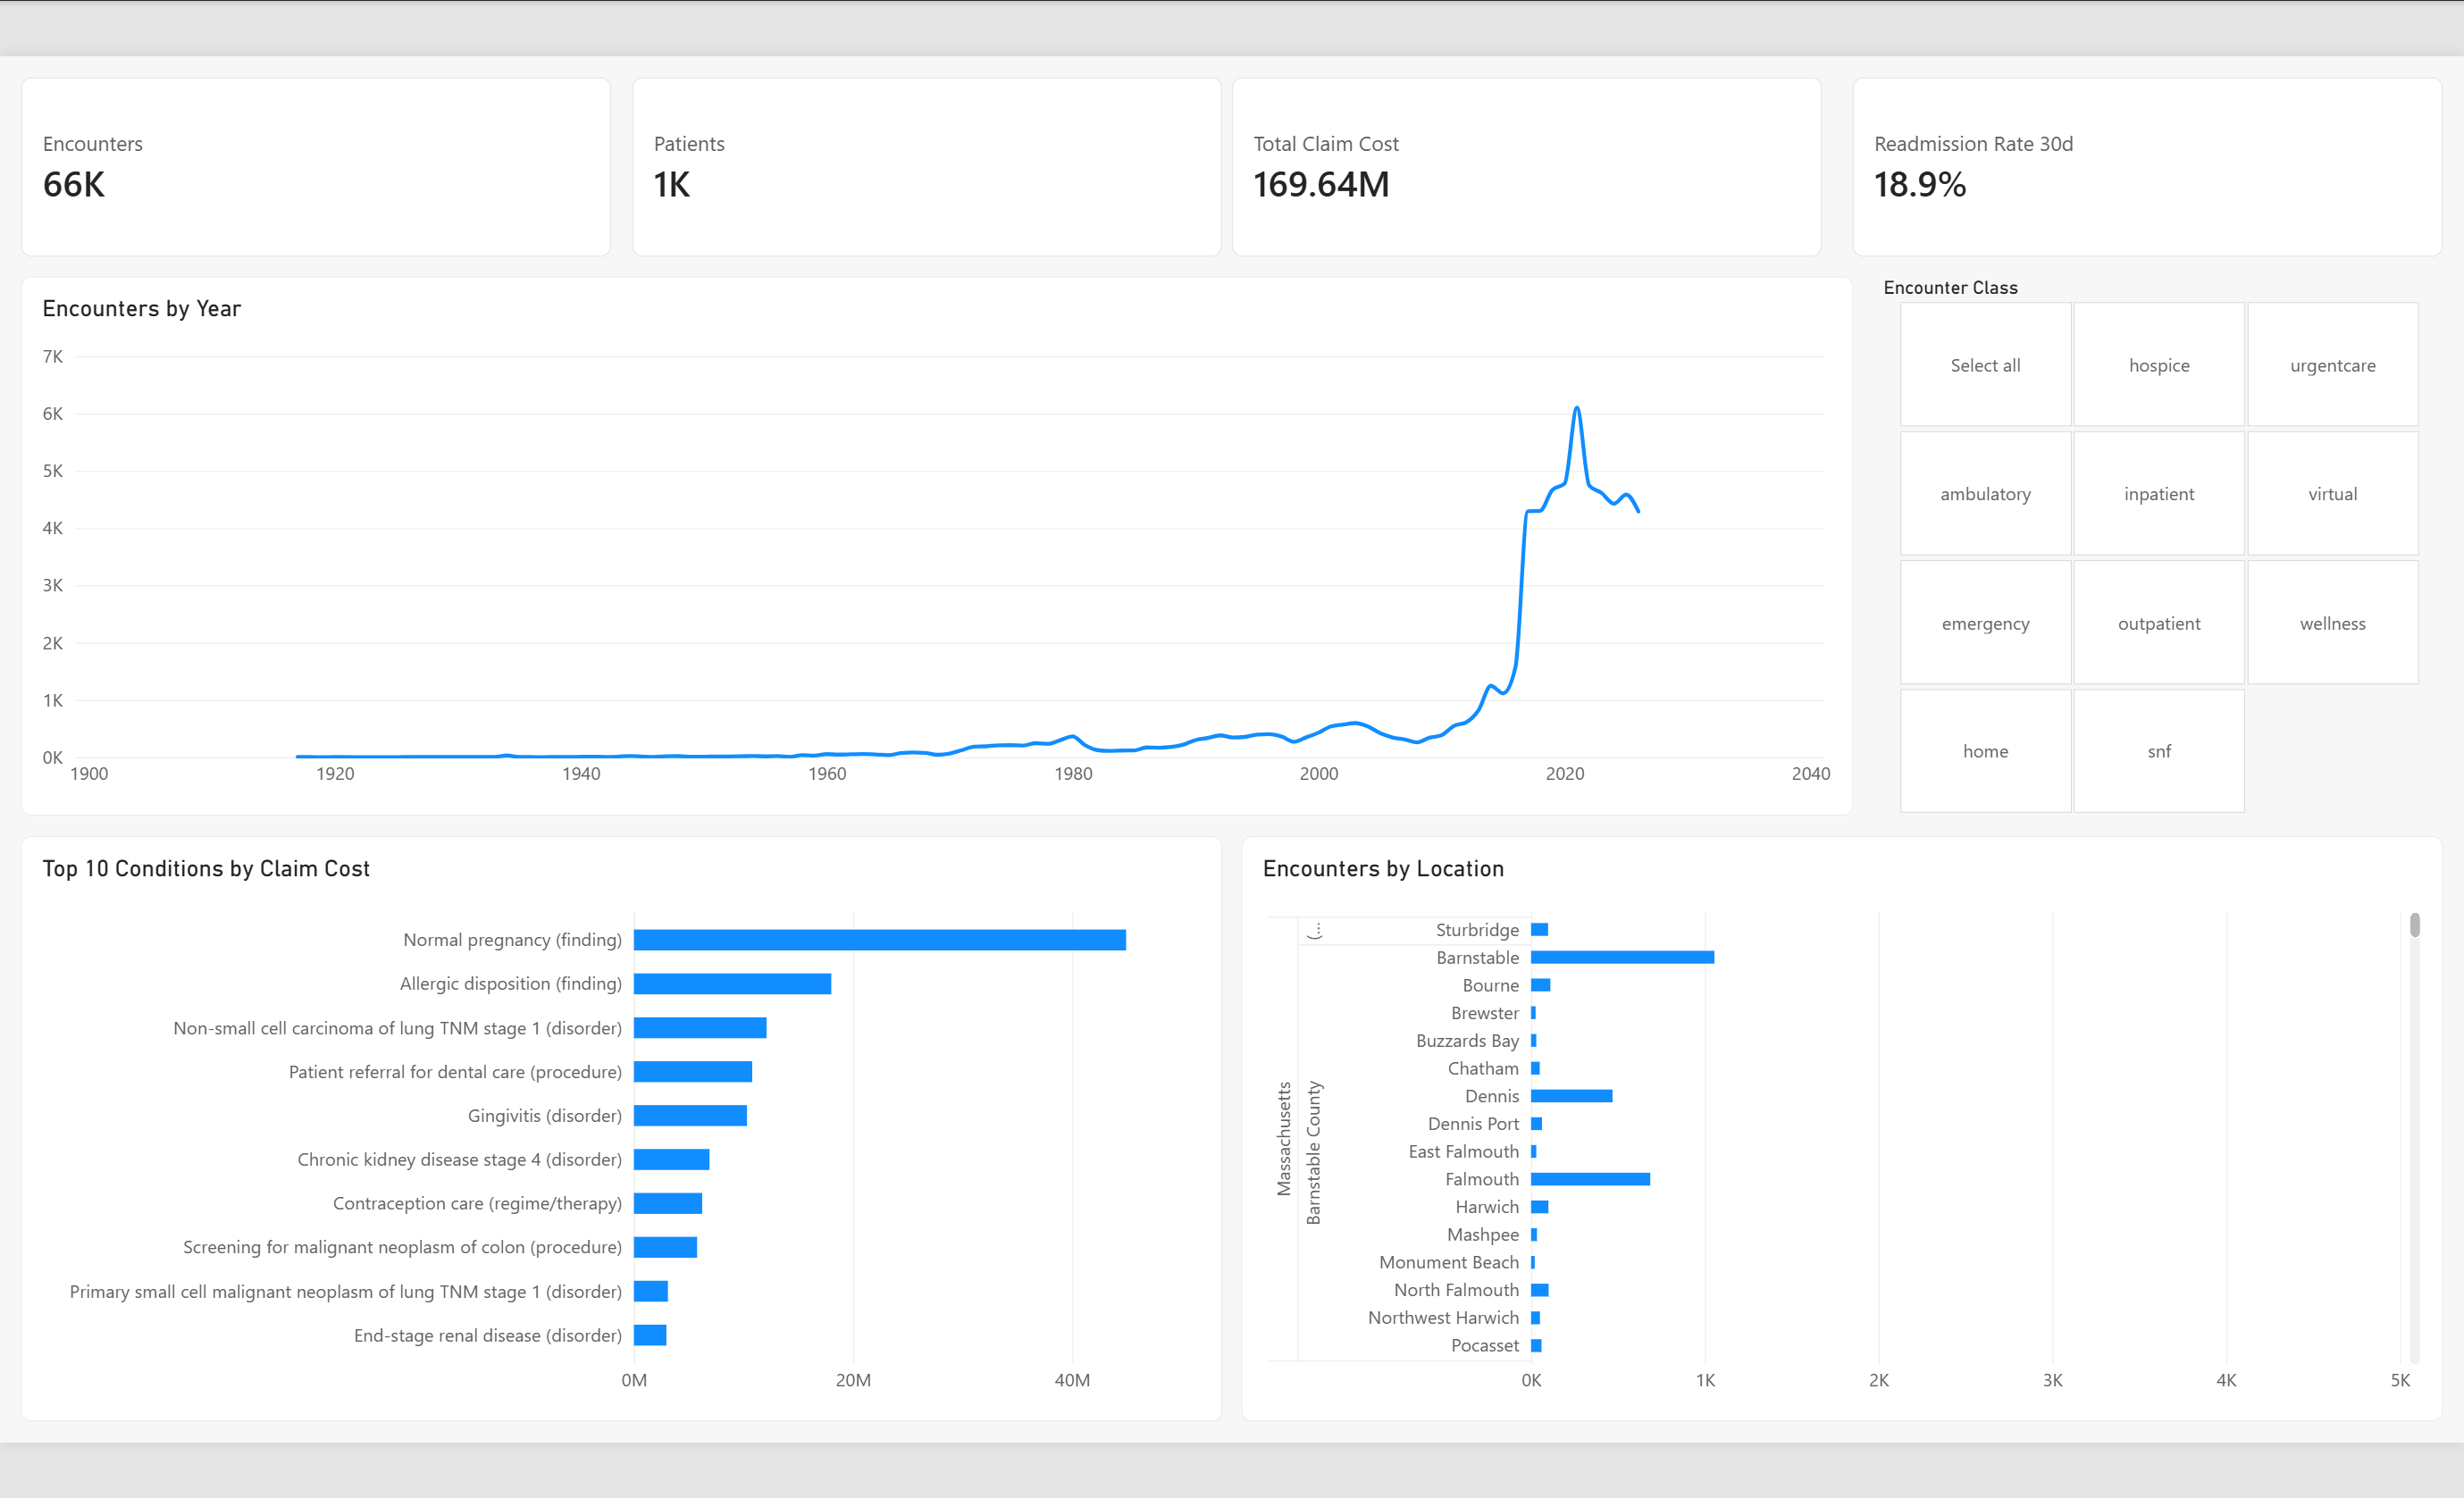 Encounters
66K
Patients
1K
Total Claim Cost
169.64M
Readmission Rate 30d
18.9%
Encounters by Year
7K
6K
5K
4K
3K
2K
1K
0K
1900 1920 1940 1960 1980 2000 2020 2040
Encounter Class
Select all hospice urgentcare
ambulatory inpatient virtual
emergency outpatient wellness
home snf
Top 10 Conditions by Claim Cost
Normal pregnancy (finding)
Allergic disposition (finding)
Non-small cell carcinoma of lung TNM stage 1 (disorder)
Patient referral for dental care (procedure)
Gingivitis (disorder)
Chronic kidney disease stage 4 (disorder)
Contraception care (regime/therapy)
Screening for malignant neoplasm of colon (procedure)
Primary small cell malignant neoplasm of lung TNM stage 1 (disorder)
End-stage renal disease (disorder)
0M 20M 40M
Encounters by Location
Massachusetts
Barnstable County
Sturbridge
Barnstable
Bourne
Brewster
Buzzards Bay
Chatham
Dennis
Dennis Port
East Falmouth
Falmouth
Harwich
Mashpee
Monument Beach
North Falmouth
Northwest Harwich
Pocasset
0K 1K 2K 3K 4K 5K